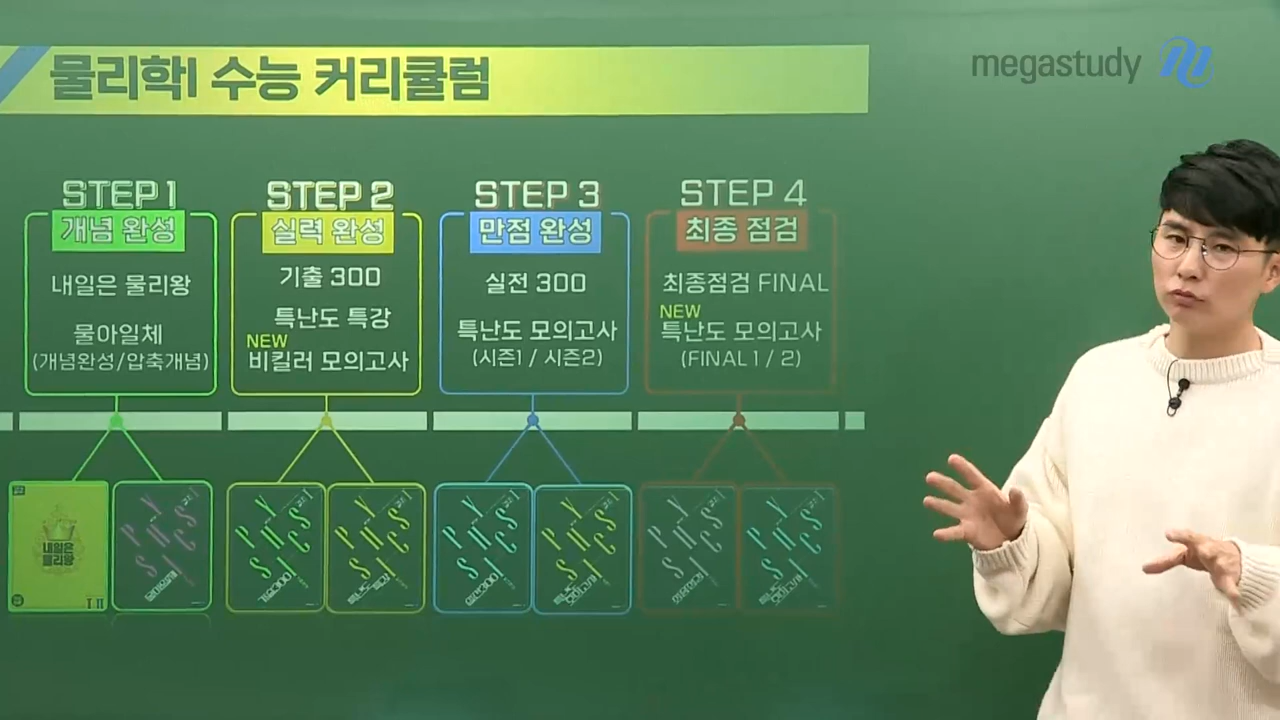 물리학I 수능 커리큘럼
megastudy
STEP 1
개념 완성
내일은 물리왕
물아일체
(개념완성/압축개념)
STEP 2
실력 완성
기출 300
특난도 특강
NEW
비킬러 모의고사
STEP 3
만점 완성
실전 300
특난도 모의고사
(시즌1 / 시즌2)
STEP 4
최종 점검
최종점검 FINAL
NEW
특난도 모의고사
(FINAL 1 / 2)
내일은
물리왕
I II